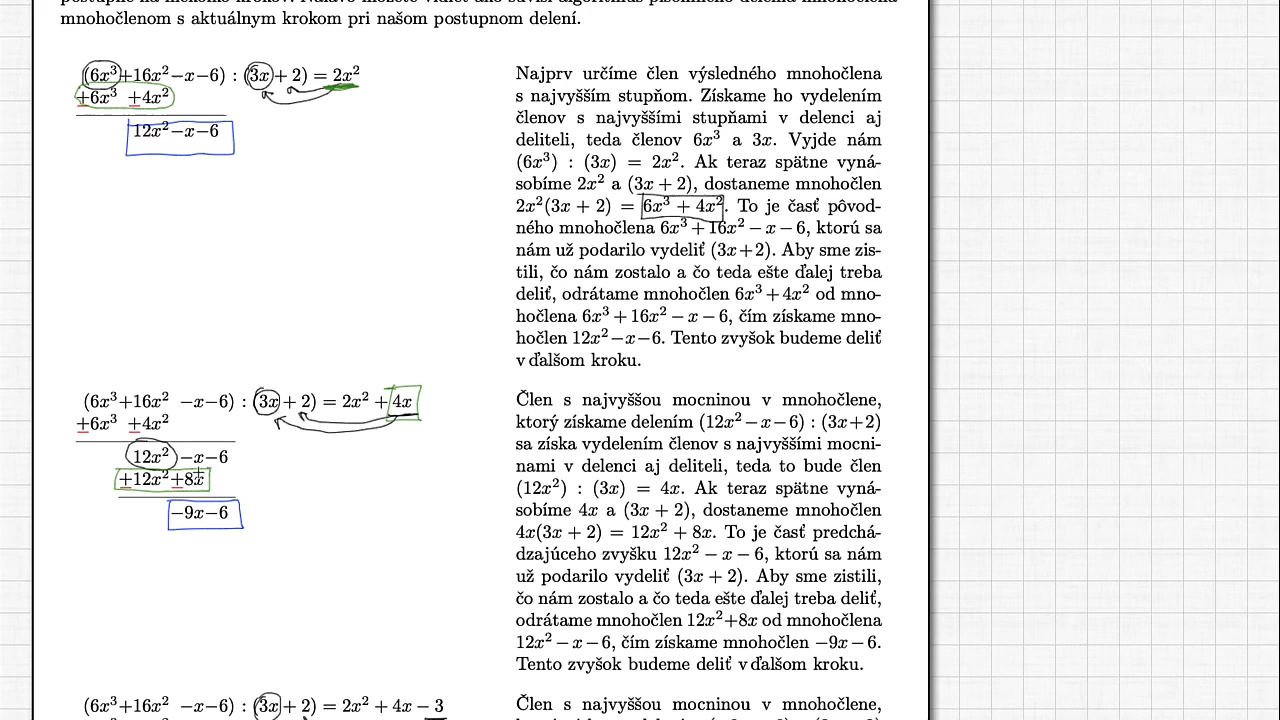 mnohočlenom s aktuálnym krokom pri našom postupnom delení.
(6x³+16x²−x−6) : (3x + 2) = 2x²
+6x³ +4x²
12x²−x−6
Najprv určíme člen výsledného mnohočlena
s najvyšším stupňom. Získame ho vydelením
členov s najvyššími stupňami v delenci aj
deliteli, teda členov 6x³ a 3x. Vyjde nám
(6x³) : (3x) = 2x². Ak teraz spätne vyná-
sobíme 2x² a (3x + 2), dostaneme mnohočlen
2x²(3x + 2) = 6x³ + 4x². To je časť pôvod-
ného mnohočlena 6x³ + 16x² − x − 6, ktorú sa
nám už podarilo vydeliť (3x+2). Aby sme zis-
tili, čo nám zostalo a čo teda ešte ďalej treba
deliť, odrátame mnohočlen 6x³ + 4x² od mno-
hočlena 6x³ + 16x² − x − 6, čím získame mno-
hočlen 12x²−x−6. Tento zvyšok budeme deliť
v ďalšom kroku.
(6x³+16x² −x−6) : (3x + 2) = 2x² + 4x
+6x³ +4x²
12x² −x−6
+12x²+8x
−9x−6
Člen s najvyššou mocninou v mnohočlene,
ktorý získame delením (12x² − x − 6) : (3x+2)
sa získa vydelením členov s najvyššími mocni-
nami v delenci aj deliteli, teda to bude člen
(12x²) : (3x) = 4x. Ak teraz spätne vyná-
sobíme 4x a (3x + 2), dostaneme mnohočlen
4x(3x + 2) = 12x² + 8x. To je časť predchá-
dzajúceho zvyšku 12x² − x − 6, ktorú sa nám
už podarilo vydeliť (3x + 2). Aby sme zistili,
čo nám zostalo a čo teda ešte ďalej treba deliť,
odrátame mnohočlen 12x²+8x od mnohočlena
12x² − x − 6, čím získame mnohočlen −9x − 6.
Tento zvyšok budeme deliť v ďalšom kroku.
(6x³+16x² −x−6) : (3x + 2) = 2x² + 4x − 3
Člen s najvyššou mocninou v mnohočlene,